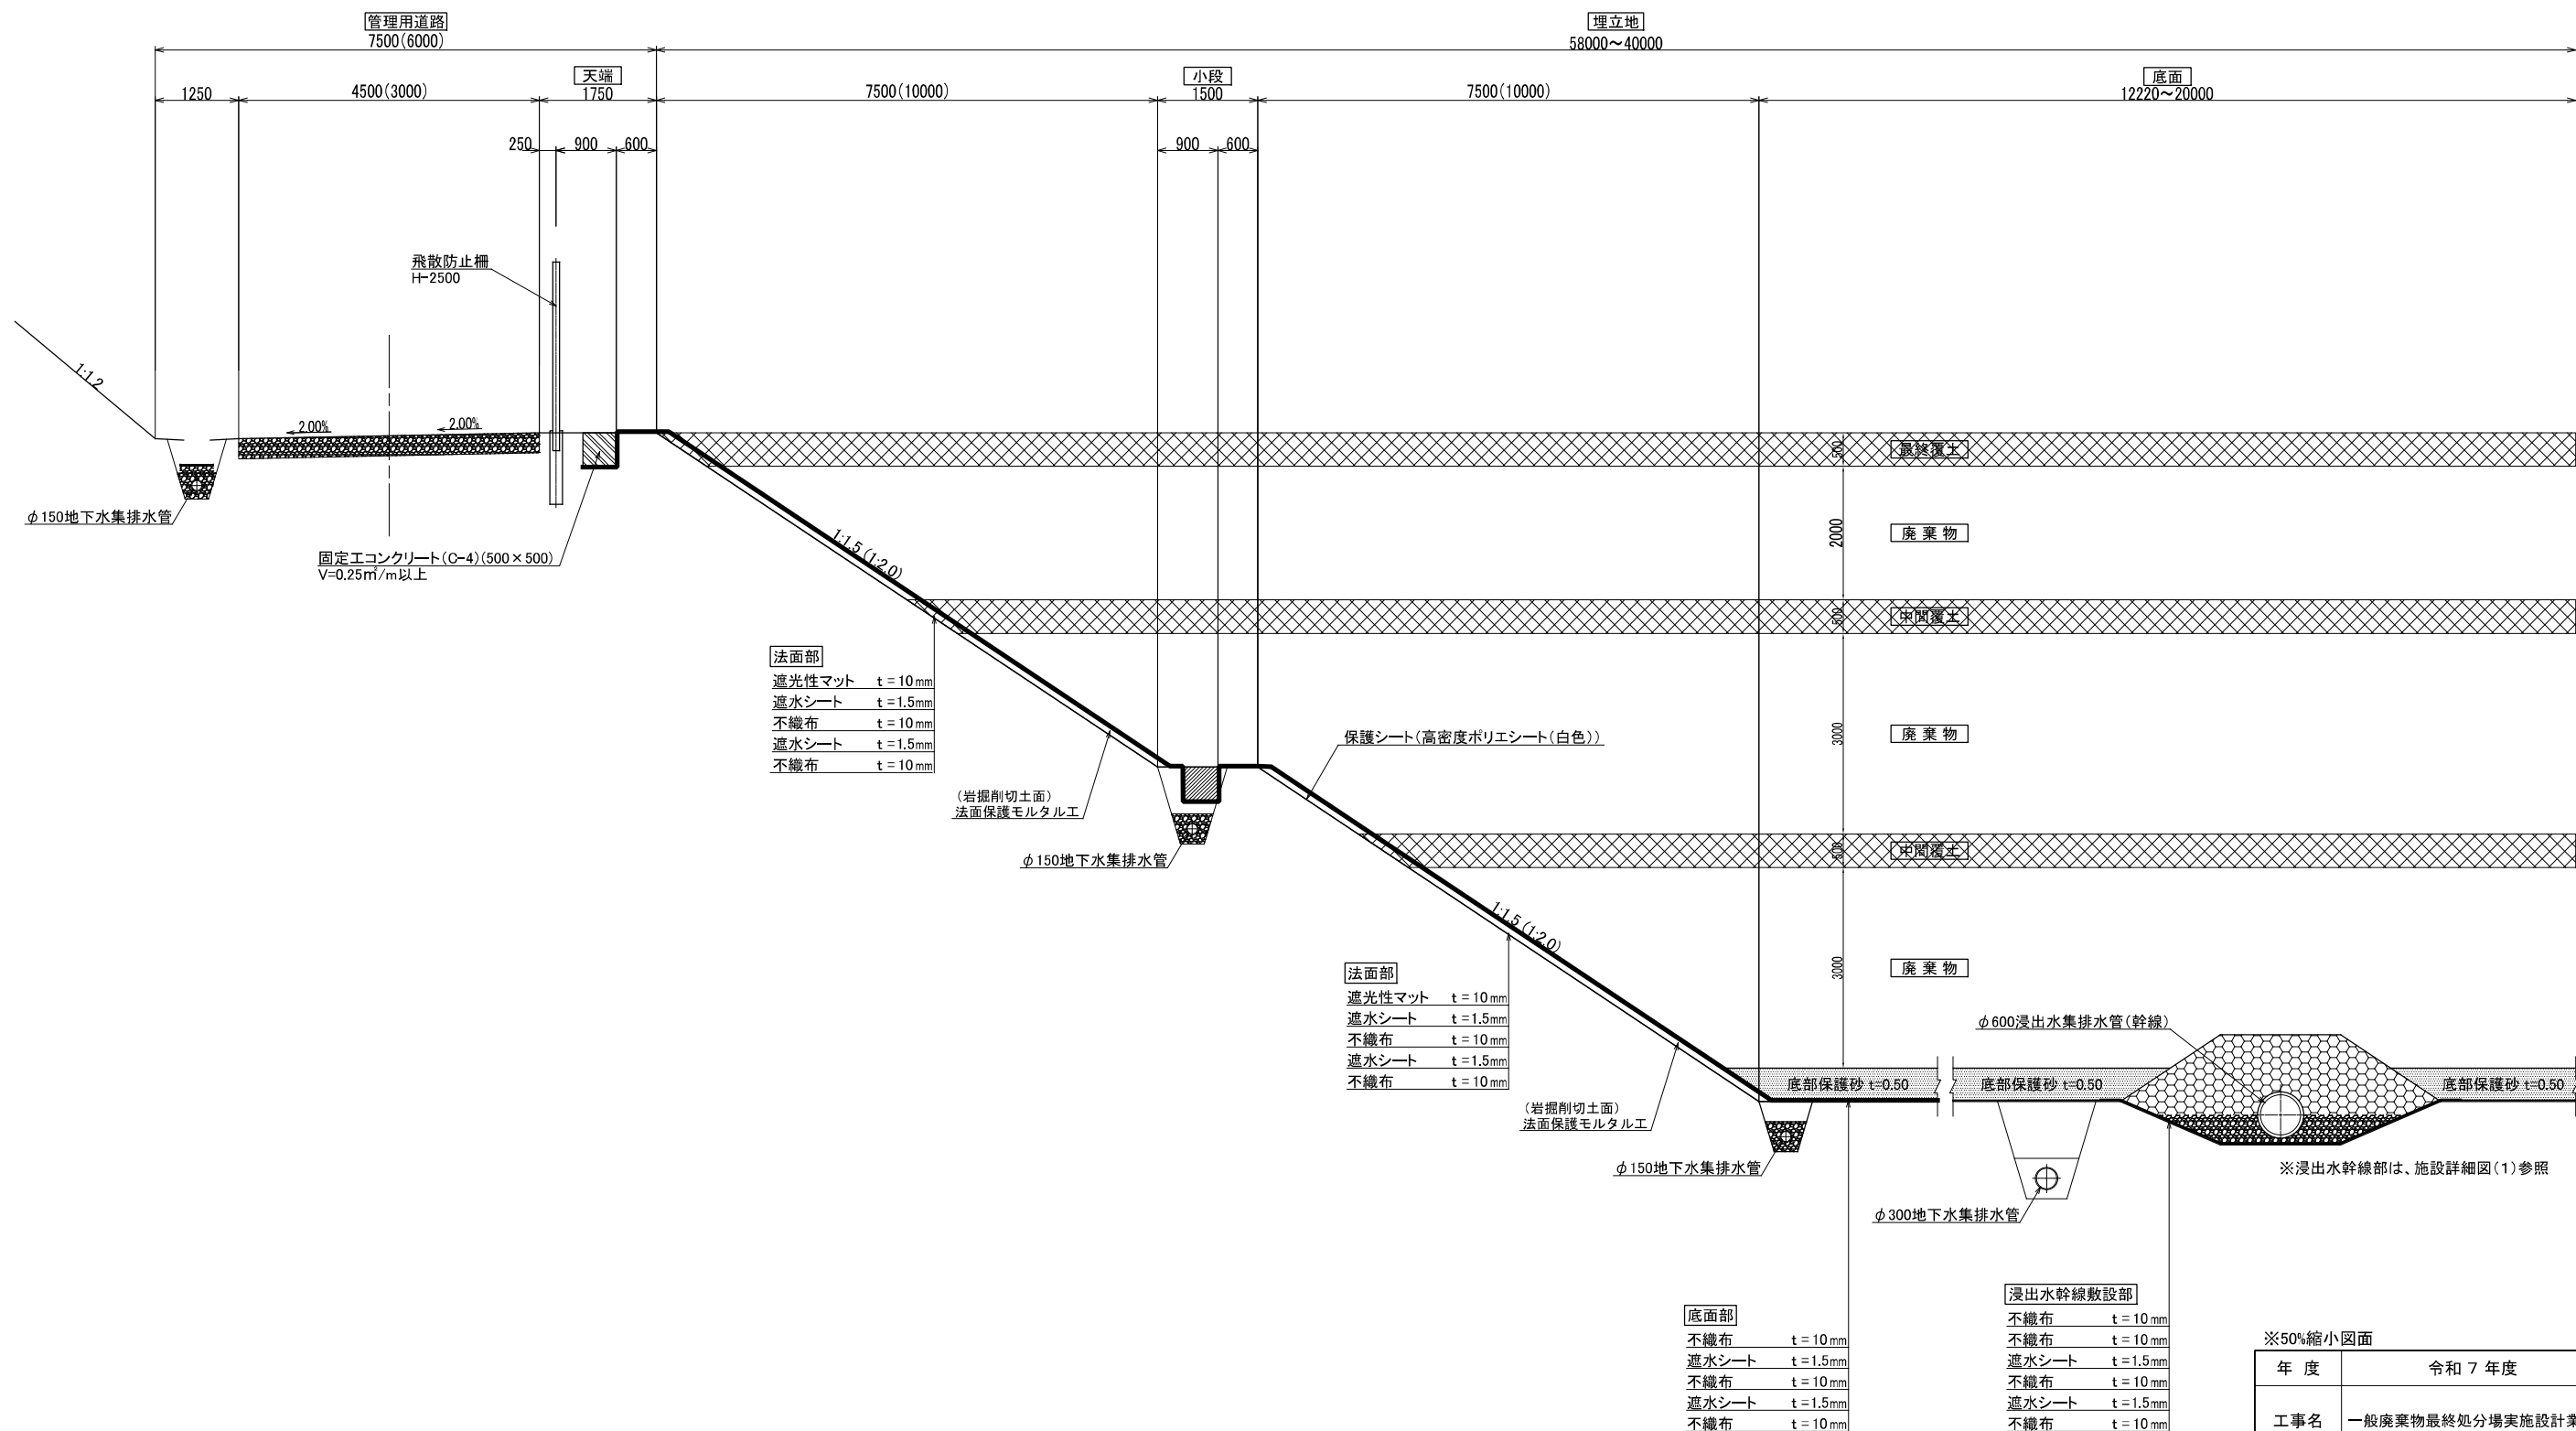 管理用道路
7500(6000)
埋立地
58000～40000
天端
小段
底面
1250
4500(3000)
1750
7500(10000)
1500
7500(10000)
12220～20000
250
900
600
900
600
飛散防止柵
H-2500
1:1.2
2.00%
2.00%
500
最終覆土
φ150地下水集排水管
固定工コンクリート(C-4)(500×500)
V=0.25㎥/m以上
1:1.5(1:2.0)
2000
廃棄物
500
中間覆土
法面部
遮光性マット t=10㎜
遮水シート t=1.5㎜
不織布 t=10㎜
遮水シート t=1.5㎜
不織布 t=10㎜
3000
廃棄物
保護シート(高密度ポリエシート(白色))
(岩掘削切土面)
法面保護モルタル工
φ150地下水集排水管
500
中間覆土
1:1.5(1:2.0)
3000
廃棄物
法面部
遮光性マット t=10㎜
遮水シート t=1.5㎜
不織布 t=10㎜
遮水シート t=1.5㎜
不織布 t=10㎜
φ600浸出水集排水管(幹線)
底部保護砂 t=0.50
底部保護砂 t=0.50
底部保護砂 t=0.50
(岩掘削切土面)
法面保護モルタル工
φ150地下水集排水管
※浸出水幹線部は、施設詳細図(1)参照
φ300地下水集排水管
底面部
不織布 t=10㎜
遮水シート t=1.5㎜
不織布 t=10㎜
遮水シート t=1.5㎜
不織布 t=10㎜
浸出水幹線敷設部
不織布 t=10㎜
不織布 t=10㎜
遮水シート t=1.5㎜
不織布 t=10㎜
遮水シート t=1.5㎜
不織布 t=10㎜
※50%縮小図面
年度 令和７年度
工事名 一般廃棄物最終処分場実施設計業